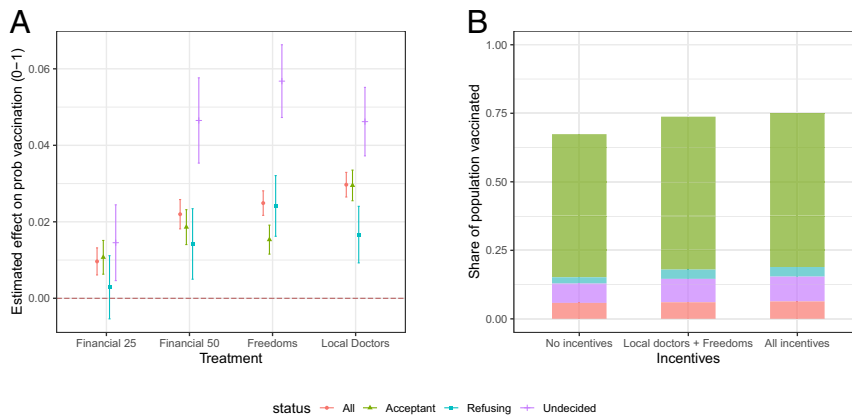 A
Estimated effect on prob vaccination (0−1)
0.06
0.04
0.02
0.00
Financial 25 Financial 50 Freedoms Local Doctors
Treatment
B
Share of population vaccinated
1.00
0.75
0.50
0.25
0.00
No incentives Local doctors + Freedoms All incentives
Incentives
status All Acceptant Refusing Undecided